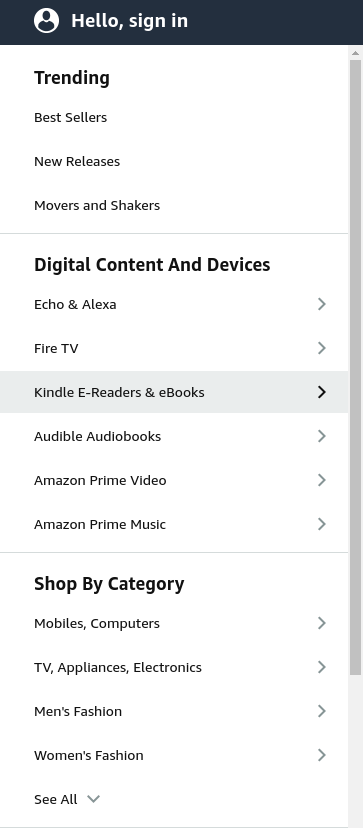 Hello, sign in
Trending
Best Sellers
New Releases
Movers and Shakers
Digital Content And Devices
Echo & Alexa
Fire TV
Kindle E-Readers & eBooks
Audible Audiobooks
Amazon Prime Video
Amazon Prime Music
Shop By Category
Mobiles, Computers
TV, Appliances, Electronics
Men's Fashion
Women's Fashion
See All